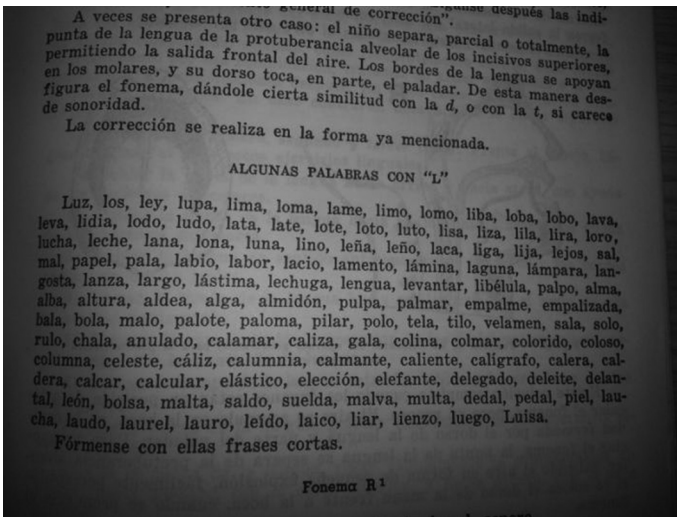 general de corrección".
después las indi-
A veces se presenta otro caso: el niño separa, parcial o totalmente, la
punta de la lengua de la protuberancia alveolar de los incisivos superiores,
permitiendo la salida frontal del aire. Los bordes de la lengua se apoyan
en los molares, y su dorso toca, en parte, el paladar. De esta manera des-
figura el fonema, dándole cierta similitud con la d, o con la t, si carece
de sonoridad.
La corrección se realiza en la forma ya mencionada.
ALGUNAS PALABRAS CON "L"
Luz, los, ley, lupa, lima, loma, lame, limo, lomo, liba, loba, lobo, lava,
leva, lidia, lodo, ludo, lata, late, lote, loto, luto, lisa, liza, lila, lira, loro,
lucha, leche, lana, lona, luna, lino, leña, leño, laca, liga, lija, lejos, sal,
mal, papel, pala, labio, labor, lacio, lamento, lámina, laguna, lámpara, lan-
gosta, lanza, largo, lástima, lechuga, lengua, levantar, libélula, palpo, alma,
alba, altura, aldea, alga, almidón, pulpa, palmar, empalme, empalizada,
bala, bola, malo, palote, paloma, pilar, polo, tela, tilo, velamen, sala, solo,
rulo, chala, anulado, calamar, caliza, gala, colina, colmar, colorido, coloso,
columna, celeste, cáliz, calumnia, calmante, caliente, calígrafo, calera, cal-
dera, calcar, calcular, elástico, elección, elefante, delegado, deleite, delan-
tal, león, bolsa, malta, saldo, suelda, malva, multa, dedal, pedal, piel, lau-
cha, laudo, laurel, lauro, leído, laico, liar, lienzo, luego, Luisa.
Fórmense con ellas frases cortas.
Fonema R¹